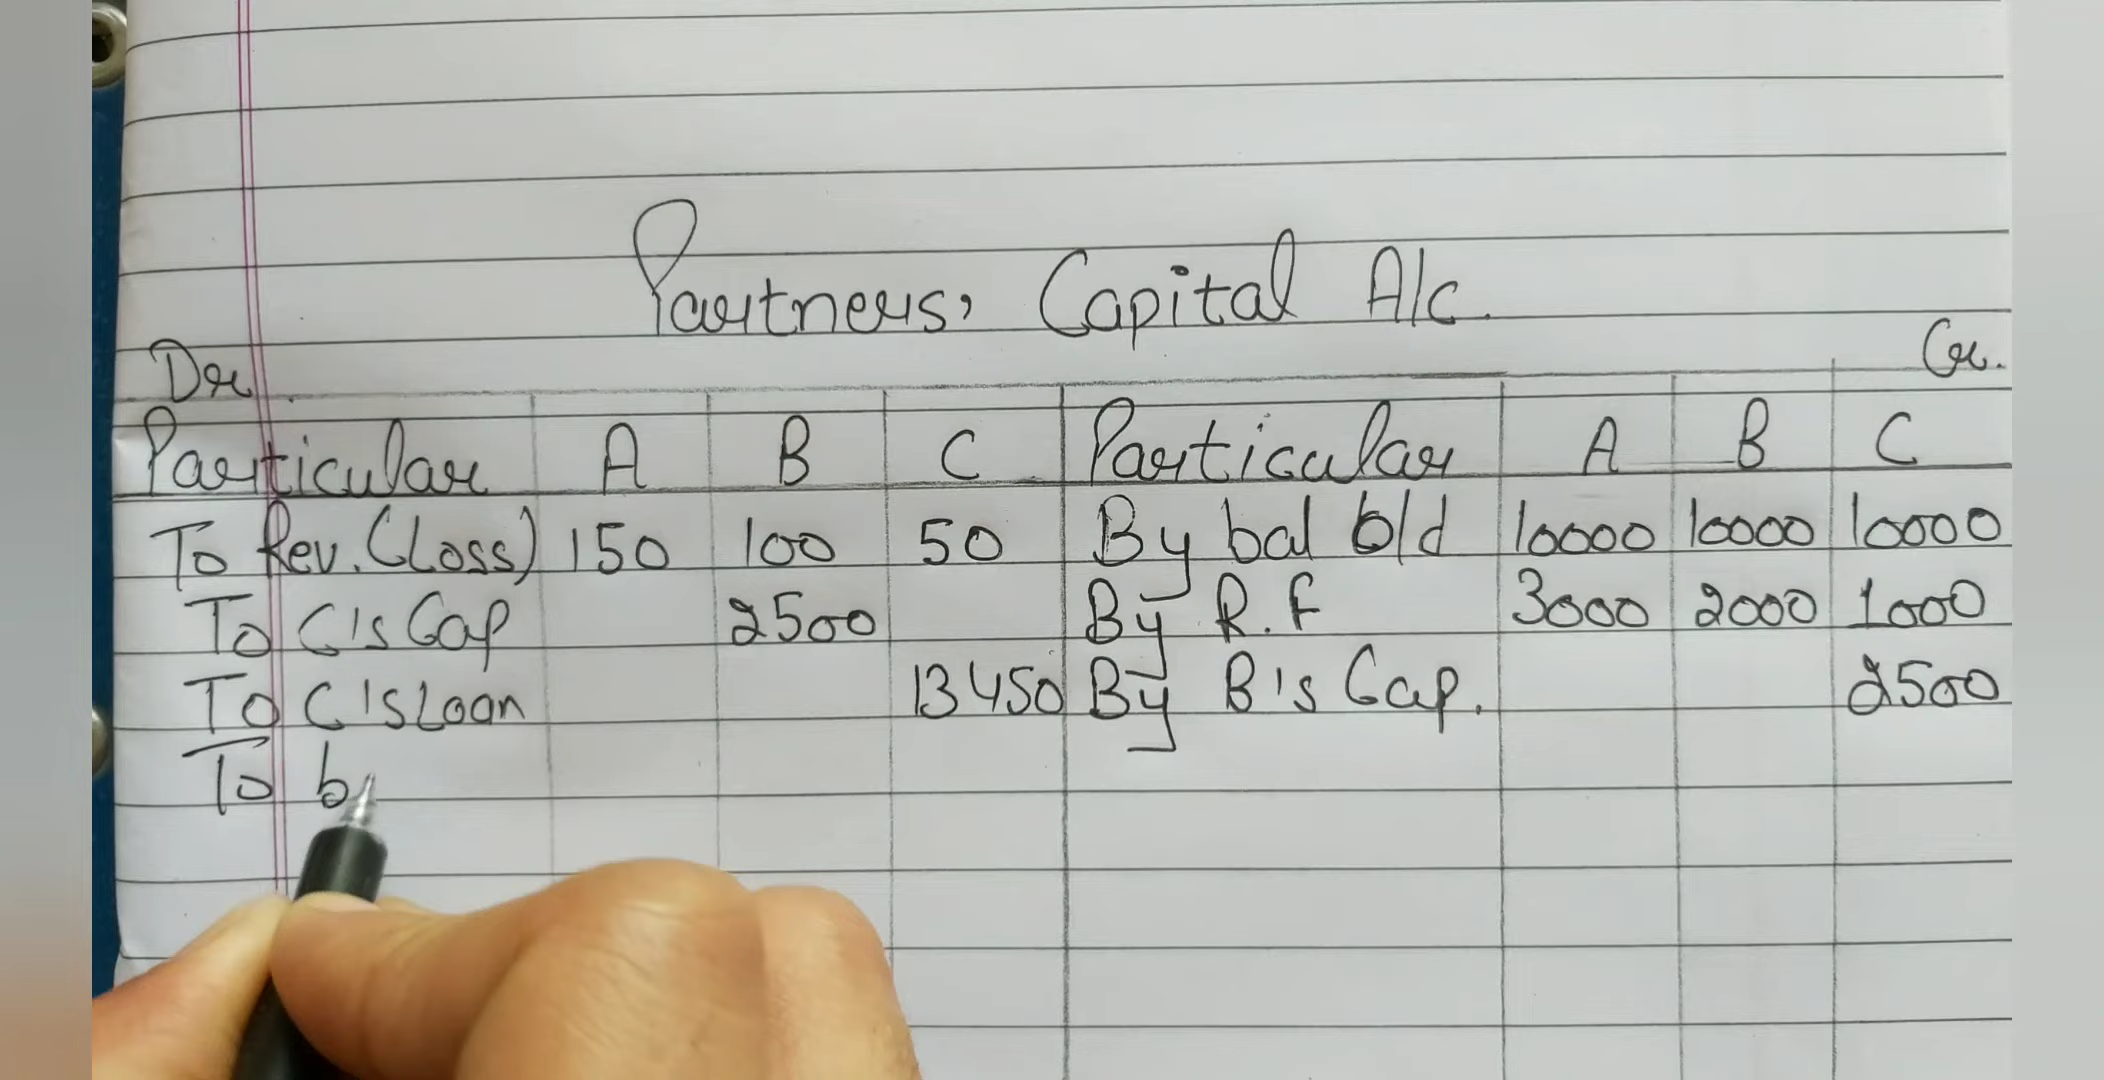 Partners' Capital A/c.
Dr. Cr.
Particular A B C Particular A B C
To Rev. (Loss) 150 100 50 By bal b/d 10000 10000 10000
To C's Cap 2500 By R.F 3000 2000 1000
To C's Loan 13450 By B's Cap. 2500
To b